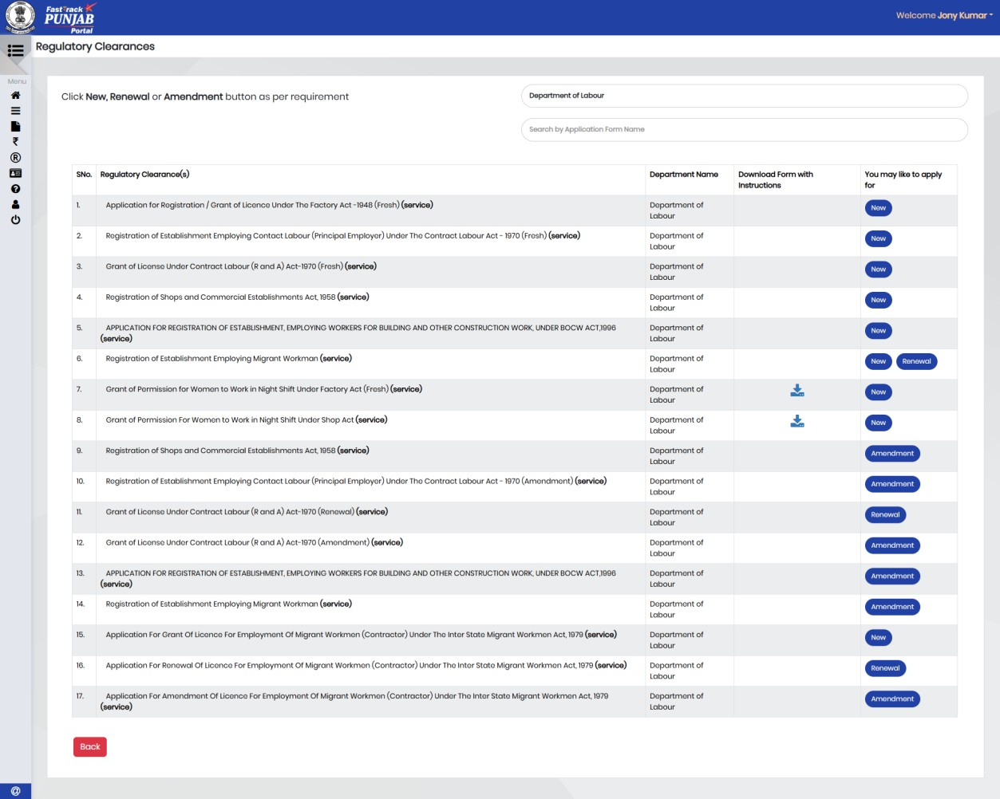 FastTrack
PUNJAB
Portal
Welcome Jony Kumar
Regulatory Clearances
Menu
Click New, Renewal or Amendment button as per requirement
Department of Labour
Search by Application Form Name
SNo. Regulatory Clearance(s) Department Name Download Form with Instructions You may like to apply for
1. Application for Registration / Grant of Licence Under The Factory Act -1948 (Fresh) (service) Department of Labour New
2. Registration of Establishment Employing Contact Labour (Principal Employer) Under The Contract Labour Act - 1970 (Fresh) (service) Department of Labour New
3. Grant of License Under Contract Labour (R and A) Act-1970 (Fresh) (service) Department of Labour New
4. Registration of Shops and Commercial Establishments Act, 1958 (service) Department of Labour New
5. APPLICATION FOR REGISTRATION OF ESTABLISHMENT, EMPLOYING WORKERS FOR BUILDING AND OTHER CONSTRUCTION WORK, UNDER BOCW ACT,1996 (service) Department of Labour New
6. Registration of Establishment Employing Migrant Workman (service) Department of Labour New Renewal
7. Grant of Permission for Women to Work in Night Shift Under Factory Act (Fresh) (service) Department of Labour New
8. Grant of Permission For Women to Work in Night Shift Under Shop Act (service) Department of Labour New
9. Registration of Shops and Commercial Establishments Act, 1958 (service) Department of Labour Amendment
10. Registration of Establishment Employing Contact Labour (Principal Employer) Under The Contract Labour Act - 1970 (Amendment) (service) Department of Labour Amendment
11. Grant of License Under Contract Labour (R and A) Act-1970 (Renewal) (service) Department of Labour Renewal
12. Grant of License Under Contract Labour (R and A) Act-1970 (Amendment) (service) Department of Labour Amendment
13. APPLICATION FOR REGISTRATION OF ESTABLISHMENT, EMPLOYING WORKERS FOR BUILDING AND OTHER CONSTRUCTION WORK, UNDER BOCW ACT,1996 (service) Department of Labour Amendment
14. Registration of Establishment Employing Migrant Workman (service) Department of Labour Amendment
15. Application For Grant Of Licence For Employment Of Migrant Workmen (Contractor) Under The Inter State Migrant Workmen Act, 1979 (service) Department of Labour New
16. Application For Renewal Of Licence For Employment Of Migrant Workmen (Contractor) Under The Inter State Migrant Workmen Act, 1979 (service) Department of Labour Renewal
17. Application For Amendment Of Licence For Employment Of Migrant Workmen (Contractor) Under The Inter State Migrant Workmen Act, 1979 (service) Department of Labour Amendment
Back
@